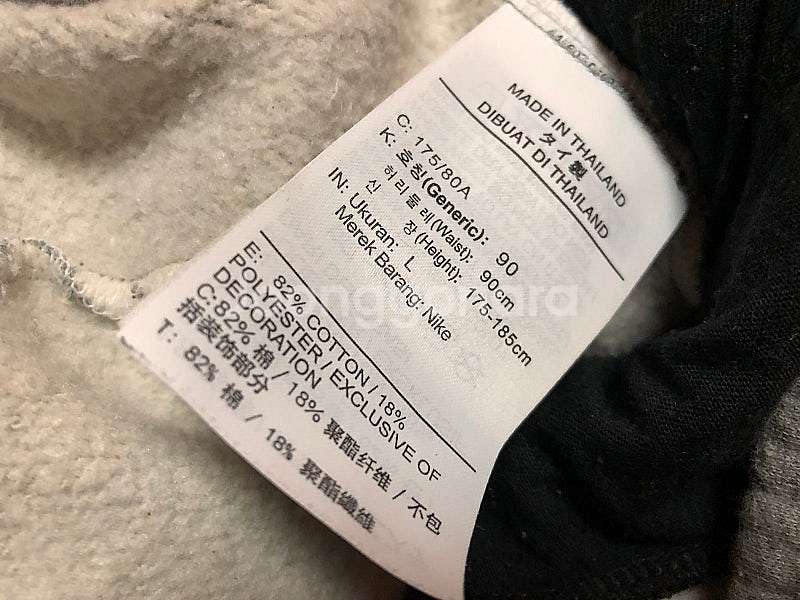 MADE IN THAILAND
タイ製
DIBUAT DI THAILAND
C: 175/80A
K: 호칭(Generic): 90
허리둘레(Waist): 90cm
신 장(Height): 175-185cm
IN: Ukuran: L
Merek Barang: Nike
E: 82% COTTON / 18%
POLYESTER / EXCLUSIVE OF
DECORATION
C:82% 棉 / 18% 聚酯纤维 / 不包
括装饰部分
T: 82% 棉 / 18% 聚酯纖維